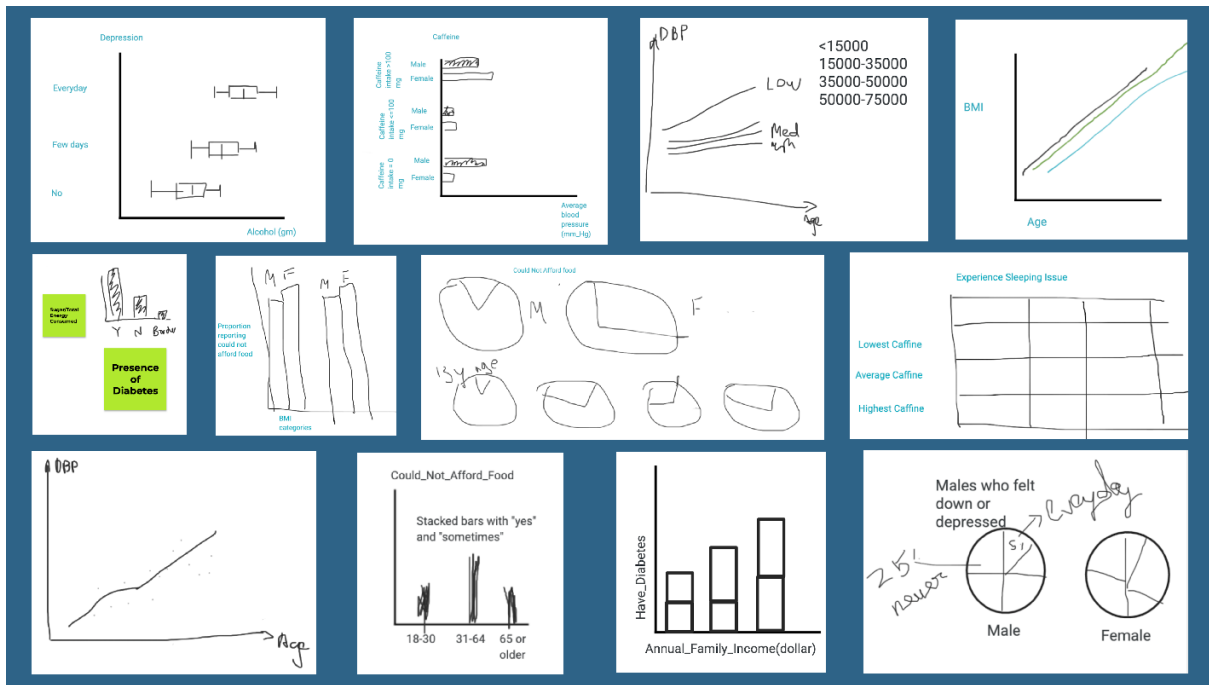 Depression
Everyday
Few days
No
Alcohol (gm)
Caffeine
Caffeine
intake >100
mg
Male
Female
Caffeine
intake <=100
mg
Male
Female
Caffeine
intake = 0
mg
Male
Female
Average
blood
pressure
(mm_Hg)
DBP
<15000
15000-35000
35000-50000
50000-75000
Low
Med
Age
BMI
Age
Sugar/Total
Energy
Consumed
Y N Border
Presence
of
Diabetes
M F M F
Proportion
reporting
could not
afford food
BMI
categories
Could Not Afford food
M
F
By age
Experience Sleeping Issue
Lowest Caffine
Average Caffine
Highest Caffine
DBP
Age
Could_Not_Afford_Food
Stacked bars with "yes"
and "sometimes"
18-30
31-64
65 or
older
Have_Diabetes
Annual_Family_Income(dollar)
Males who felt
down or
depressed
Everyday
never
Male
Female